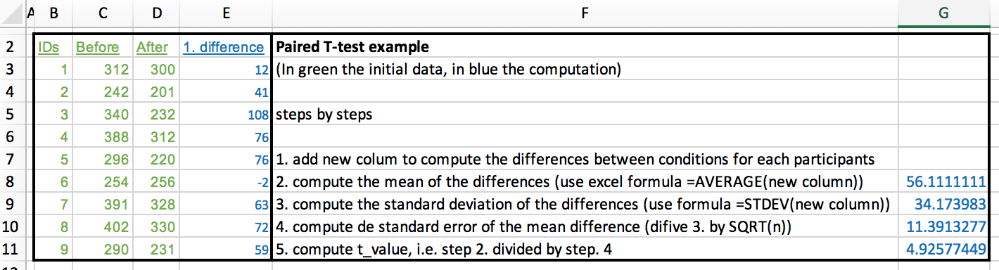 A B C D E F G
2 IDs Before After 1. difference Paired T-test example
3 1 312 300 12 (In green the initial data, in blue the computation)
4 2 242 201 41
5 3 340 232 108 steps by steps
6 4 388 312 76
7 5 296 220 76 1. add new colum to compute the differences between conditions for each participants
8 6 254 256 -2 2. compute the mean of the differences (use excel formula =AVERAGE(new column)) 56.1111111
9 7 391 328 63 3. compute the standard deviation of the differences (use formula =STDEV(new column)) 34.173983
10 8 402 330 72 4. compute de standard error of the mean difference (difive 3. by SQRT(n)) 11.3913277
11 9 290 231 59 5. compute t_value, i.e. step 2. divided by step. 4 4.92577449